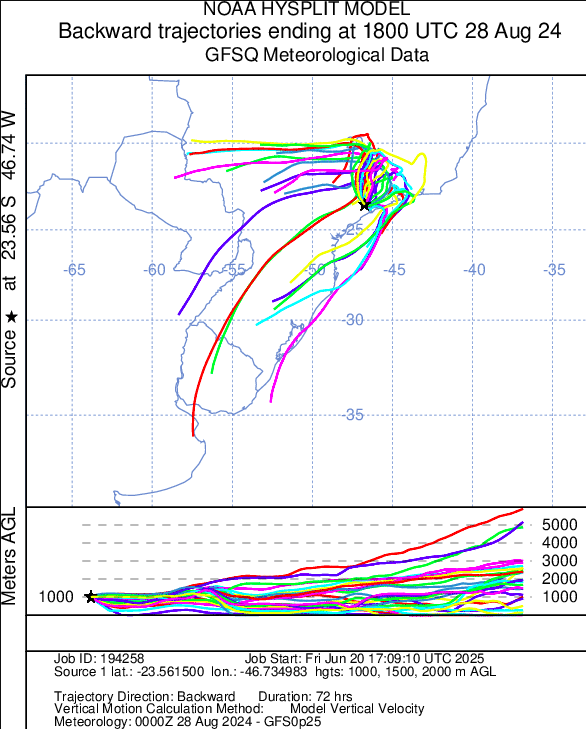 NOAA HYSPLIT MODEL
Backward trajectories ending at 1800 UTC 28 Aug 24
GFSQ Meteorological Data
Source ★ at 23.56 S 46.74 W
-25
-65
-60
-55
-50
-45
-40
-35
-30
-35
Meters AGL
5000
4000
3000
2000
1000
1000
Job ID: 194258 Job Start: Fri Jun 20 17:09:10 UTC 2025
Source 1 lat.: -23.561500 lon.: -46.734983 hgts: 1000, 1500, 2000 m AGL
Trajectory Direction: Backward Duration: 72 hrs
Vertical Motion Calculation Method: Model Vertical Velocity
Meteorology: 0000Z 28 Aug 2024 - GFS0p25